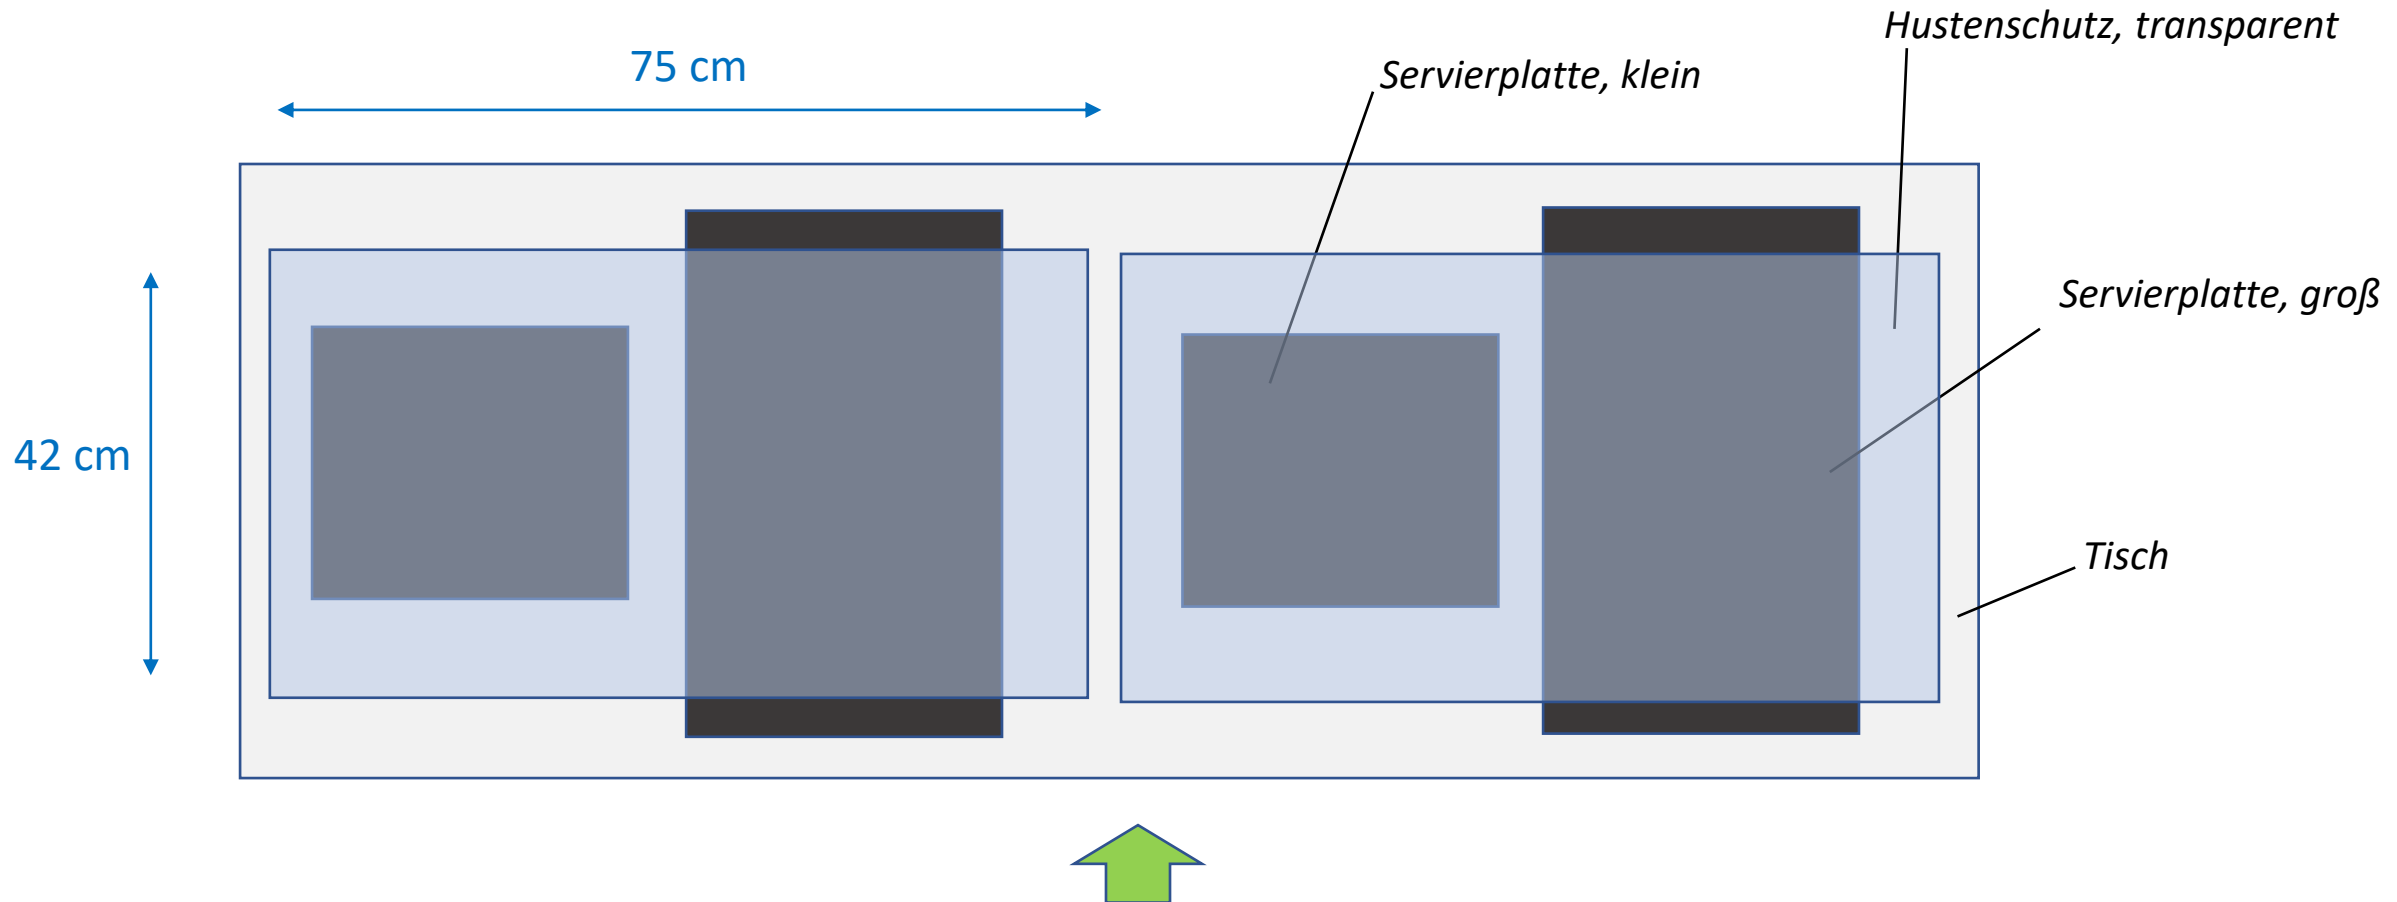 Hustenschutz, transparent
75 cm
Servierplatte, klein
Servierplatte, groß
42 cm
Tisch